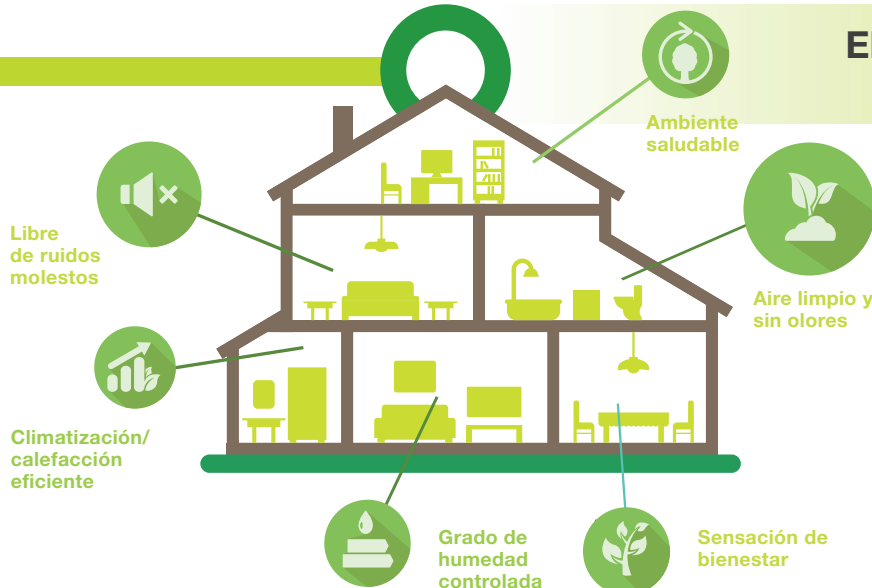 El
Ambiente
saludable
Libre
de ruidos
molestos
Aire limpio y
sin olores
Climatización/
calefacción
eficiente
Grado de
humedad
controlada
Sensación de
bienestar